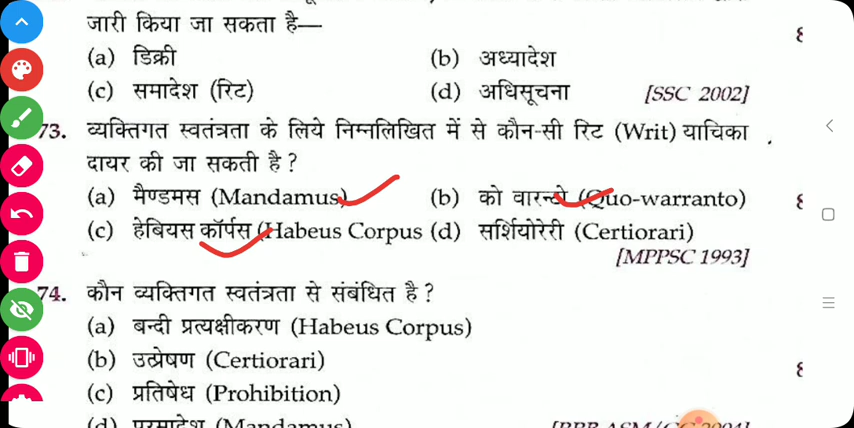 जारी किया जा सकता है—
(a) डिक्री (b) अध्यादेश
(c) समादेश (रिट) (d) अधिसूचना [SSC 2002]
73. व्यक्तिगत स्वतंत्रता के लिये निम्नलिखित में से कौन-सी रिट (Writ) याचिका
दायर की जा सकती है?
(a) मैण्डमस (Mandamus) (b) को वारन्टो (Quo-warranto)
(c) हेबियस कॉर्पस (Habeus Corpus (d) सर्शियोरेरी (Certiorari)
[MPPSC 1993]
74. कौन व्यक्तिगत स्वतंत्रता से संबंधित है?
(a) बन्दी प्रत्यक्षीकरण (Habeus Corpus)
(b) उत्प्रेषण (Certiorari)
(c) प्रतिषेध (Prohibition)
(d) परमादेश (Mandamus)